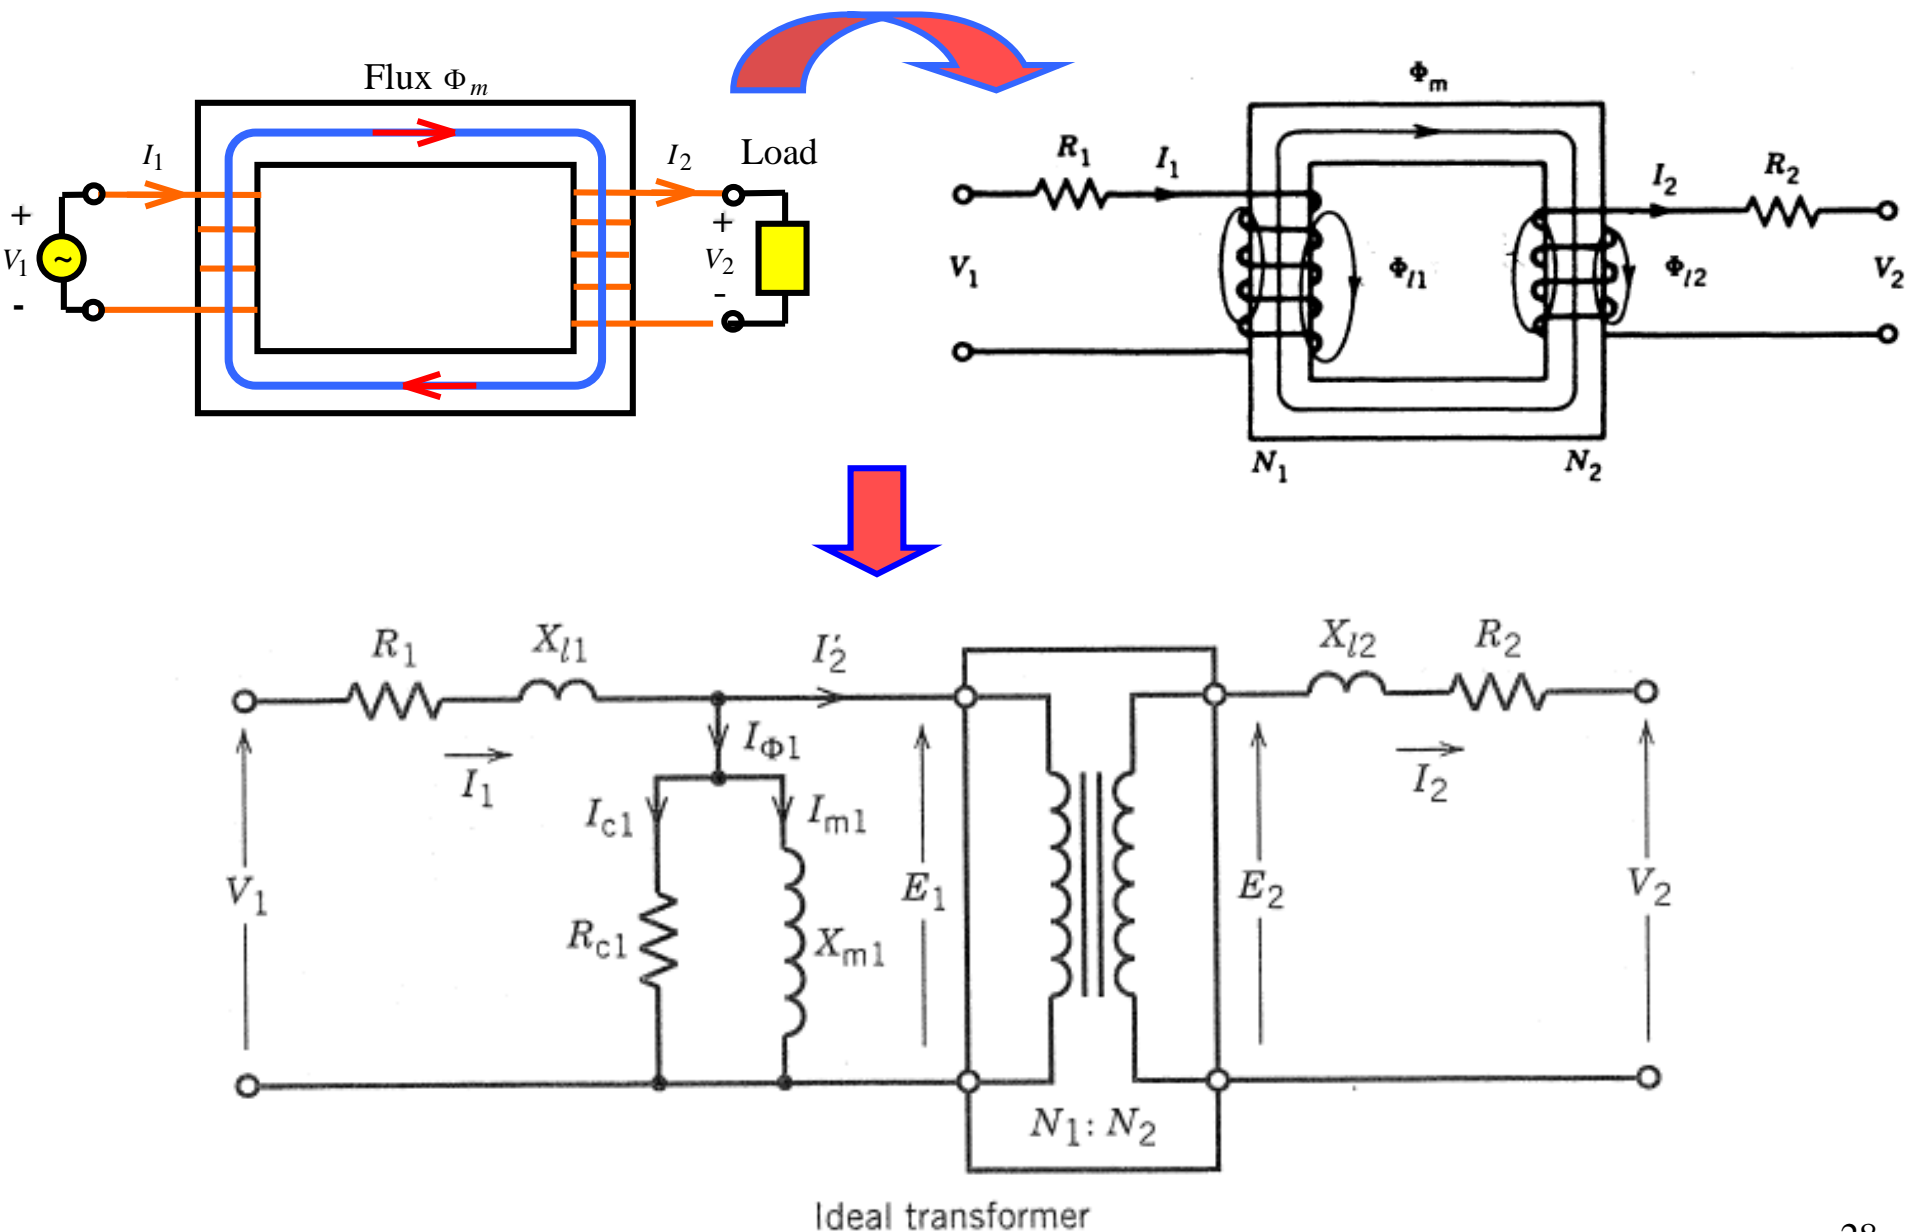 Flux Φm
I1
I2
Load
+
V1
~
-
+
V2
-
Φm
R1
I1
I2
R2
V1
Φl1
Φl2
V2
N1
N2
R1
Xl1
I′2
Xl2
R2
I1
IΦ1
I2
Ic1
Im1
V1
E1
E2
V2
Rc1
Xm1
N1: N2
Ideal transformer